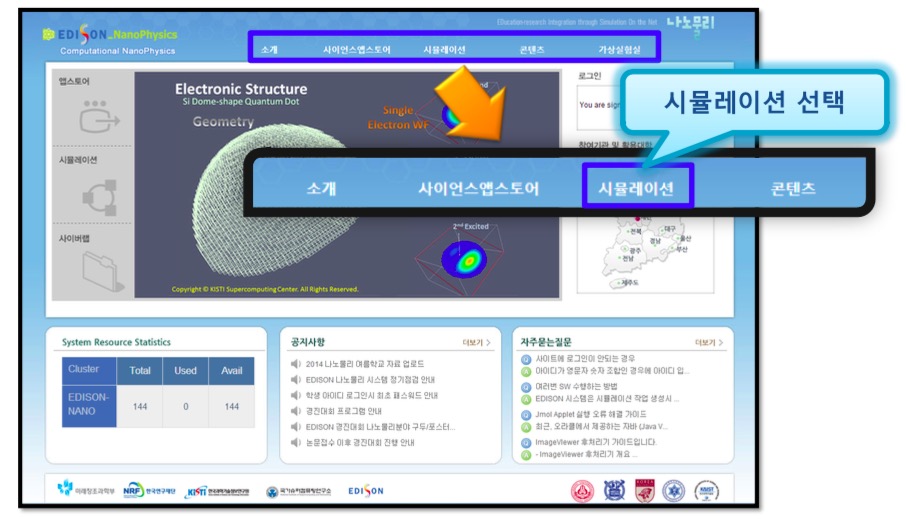 EDucation-research Integration through Simulation On the Net
나노물리
EDISON_NanoPhysics
Computational NanoPhysics
소개
사이언스앱스토어
시뮬레이션
콘텐츠
가상실험실
앱스토어
시뮬레이션
사이버랩
Electronic Structure
Si Dome-shape Quantum Dot
Geometry
Single
Electron WF
2nd Excited
Copyright © KISTI Supercomputing Center. All Rights Reserved.
로그인
You are sig
시뮬레이션 선택
참여기관 및 활용대학
소개
사이언스앱스토어
시뮬레이션
콘텐츠
전북
대구
경남
울산
광주
부산
전남
제주도
System Resource Statistics
Cluster Total Used Avail
EDISON-NANO 144 0 144
공지사항
더보기 >
2014 나노물리 여름학교 자료 업로드
EDISON 나노물리 시스템 정기점검 안내
학생 아이디 로그인시 최초 패스워드 안내
경진대회 프로그램 안내
EDISON 경진대회 나노물리분야 구두/포스터...
논문접수 이후 경진대회 진행 안내
자주묻는질문
더보기 >
Q 사이트에 로그인이 안되는 경우
A 아이디가 영문자 숫자 조합인 경우에 아이디 입...
Q 여러번 SW 수행하는 방법
A EDISON 시스템은 시뮬레이션 작업 생성시 ...
Q Jmol Applet 실행 오류 해결 가이드
A 최근, 오라클에서 제공하는 자바 (Java V...
Q ImageViewer 후처리기 가이드입니다.
A - ImageViewer 후처리기 개요 ...
미래창조과학부
NRF 한국연구재단
KiSTi 한국과학기술정보연구원
국가슈퍼컴퓨팅연구소
EDISON